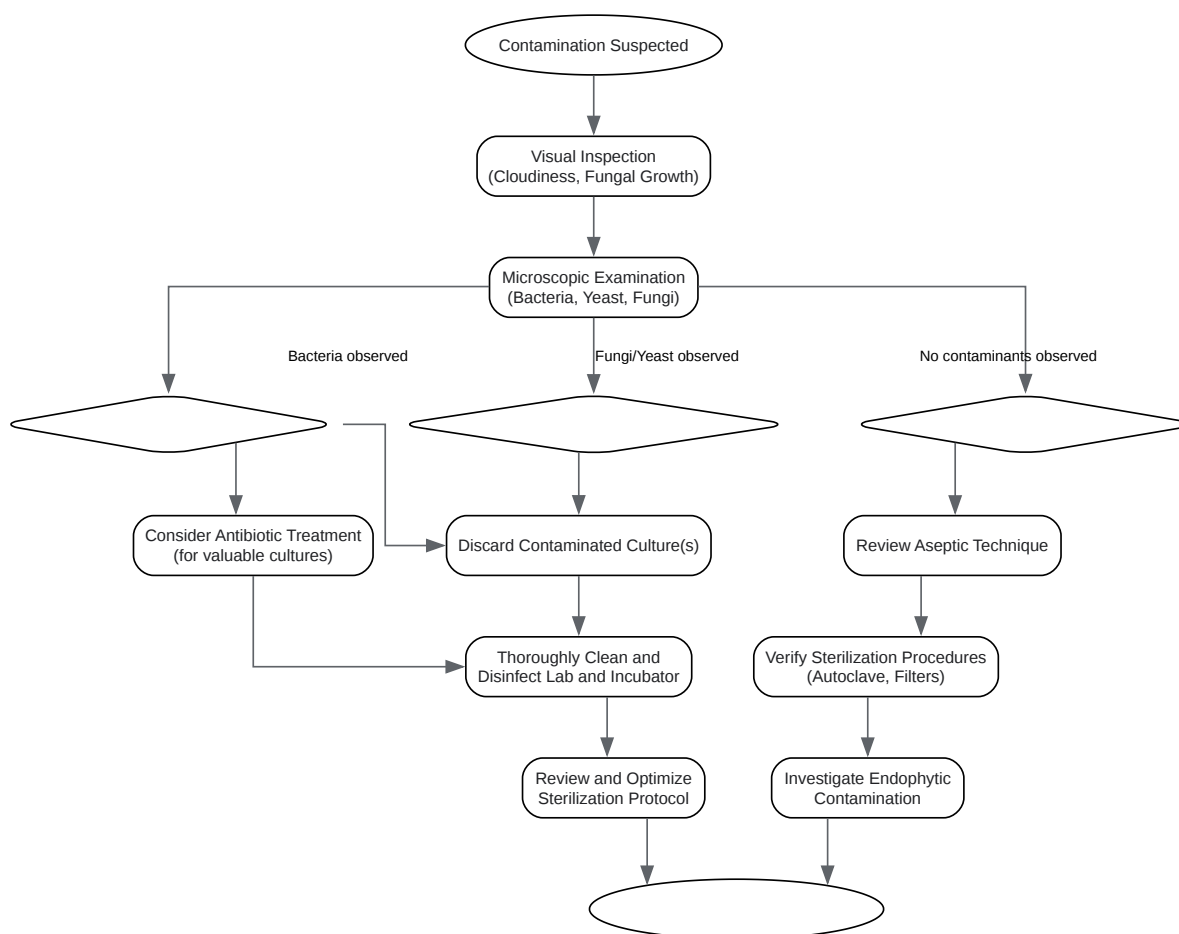 Contamination Suspected
Visual Inspection
(Cloudiness, Fungal Growth)
Microscopic Examination
(Bacteria, Yeast, Fungi)
Bacteria observed
Fungi/Yeast observed
No contaminants observed
Consider Antibiotic Treatment
(for valuable cultures)
Discard Contaminated Culture(s)
Review Aseptic Technique
Thoroughly Clean and
Disinfect Lab and Incubator
Verify Sterilization Procedures
(Autoclave, Filters)
Review and Optimize
Sterilization Protocol
Investigate Endophytic
Contamination